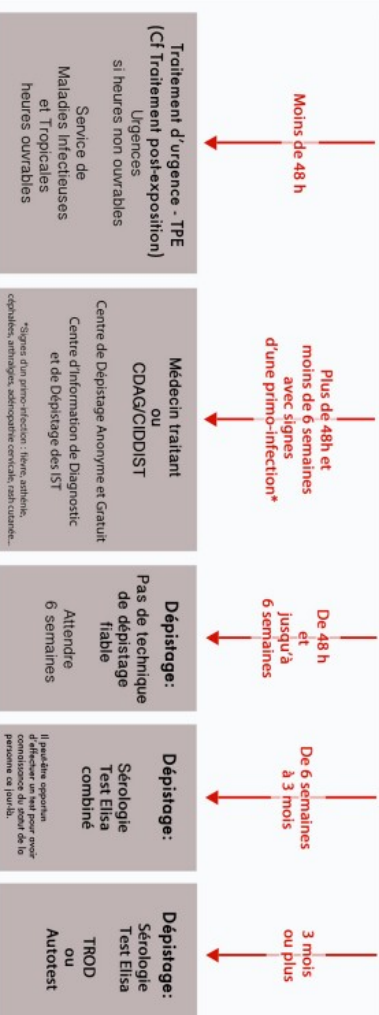 Moins de 48 h
Traitement d'urgence - TPE
(Cf Traitement post-exposition)
Urgences
si heures non ouvrables
Service de
Maladies Infectieuses
et Tropicales
heures ouvrables
Plus de 48h et
moins de 6 semaines
avec signes
d'une primo-infection*
Médecin traitant
ou
CDAG/CIDDIST
Centre de Dépistage Anonyme et Gratuit
Centre d'Information de Diagnostic
et de Dépistage des IST
*Signes d'un primo-infection : fièvre, asthénie,
céphalées, arthralgies, adénopathie cervicale, rash cutanée...
De 48 h
et
jusqu'à
6 semaines
Dépistage:
Pas de technique
de dépistage
fiable
Attendre
6 semaines
De 6 semaines
à 3 mois
Dépistage:
Sérologie
Test Elisa
combiné
Il peut-être opportun
d'effectuer un test pour avoir
connaissance du statut de la
personne ce jour-là.
3 mois
ou plus
Dépistage:
Sérologie
Test Elisa
TROD
ou
Autotest